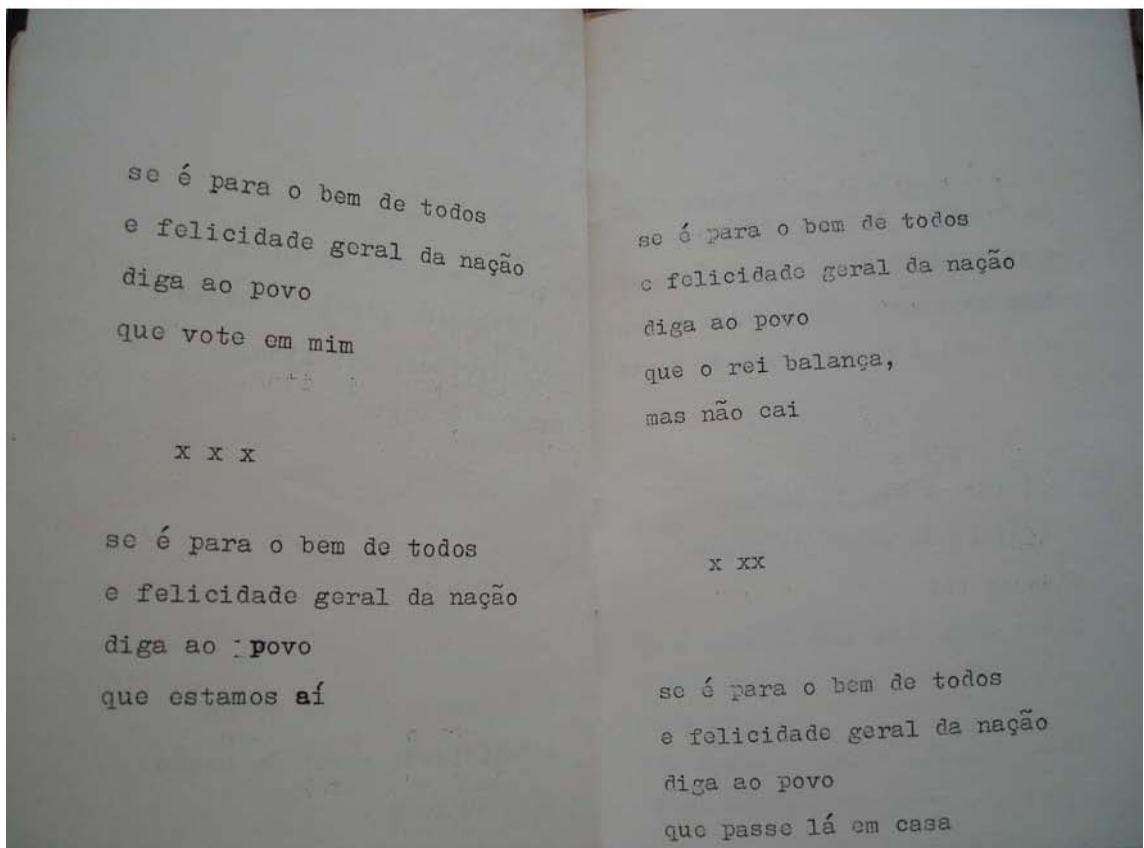 se é para o bem de todos
e felicidade geral da nação
diga ao povo
que vote em mim
x x x
se é para o bem de todos
e felicidade geral da nação
diga ao povo
que estamos aí
se é para o bem de todos
e felicidade geral da nação
diga ao povo
que o rei balança,
mas não cai
x xx
se é para o bem de todos
e felicidade geral da nação
diga ao povo
que passe lá em casa